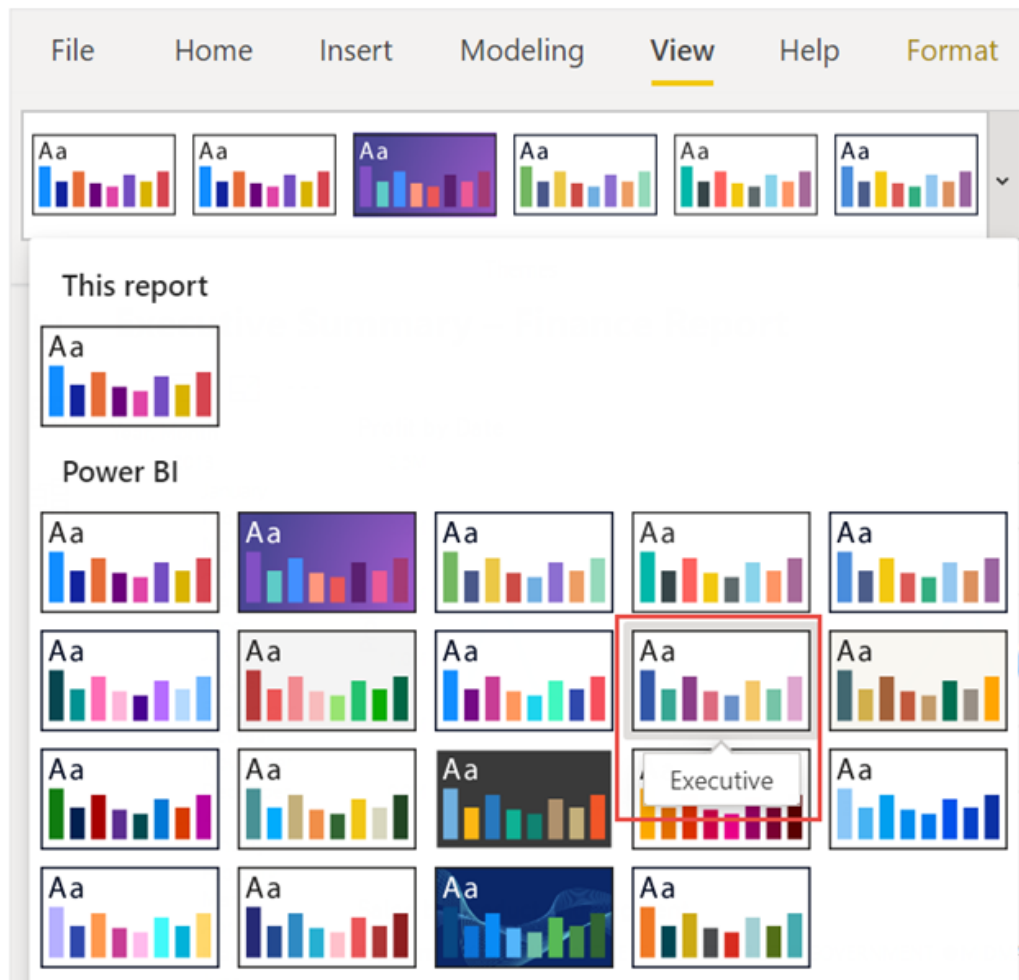 File Home Insert Modeling View Help Format
Aa Aa Aa Aa Aa Aa
This report
Aa
Power BI
Aa Aa Aa Aa Aa
Aa Aa Aa Aa Aa
Aa Aa Aa Aa
Executive
Aa Aa Aa Aa